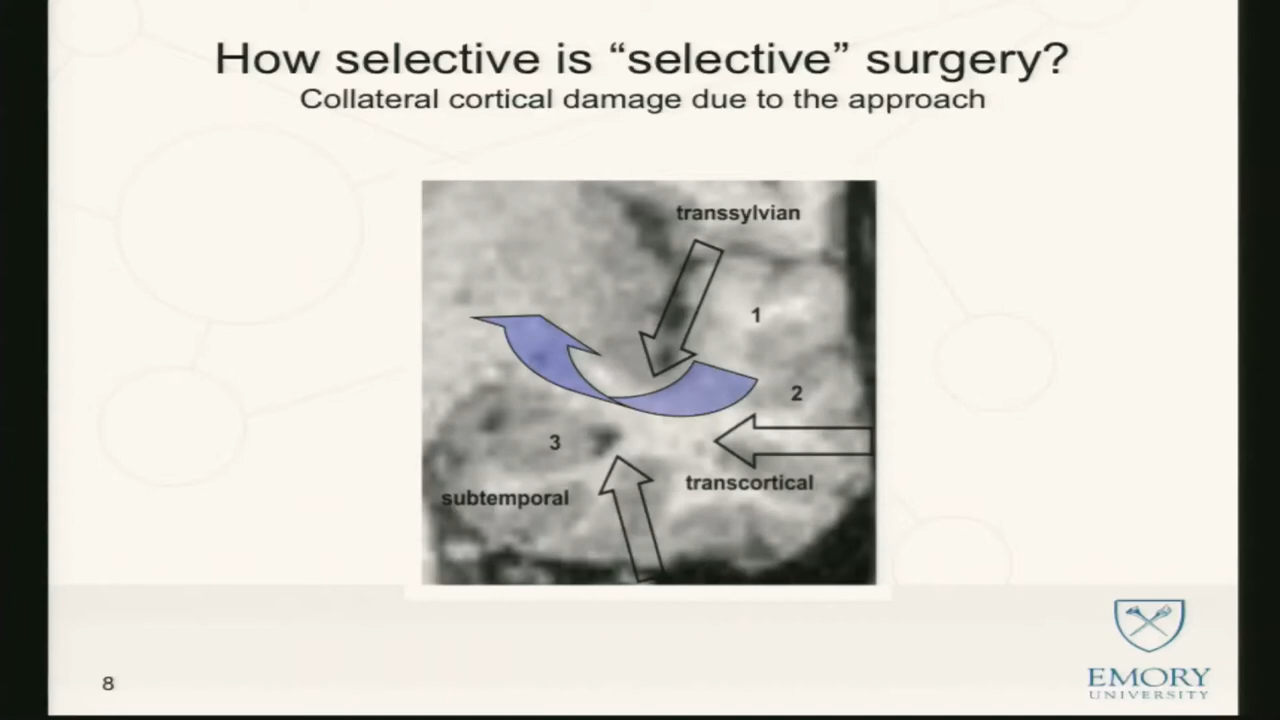 How selective is “selective” surgery?
Collateral cortical damage due to the approach
transsylvian
1
2
3
transcortical
subtemporal
8
EMORY
UNIVERSITY